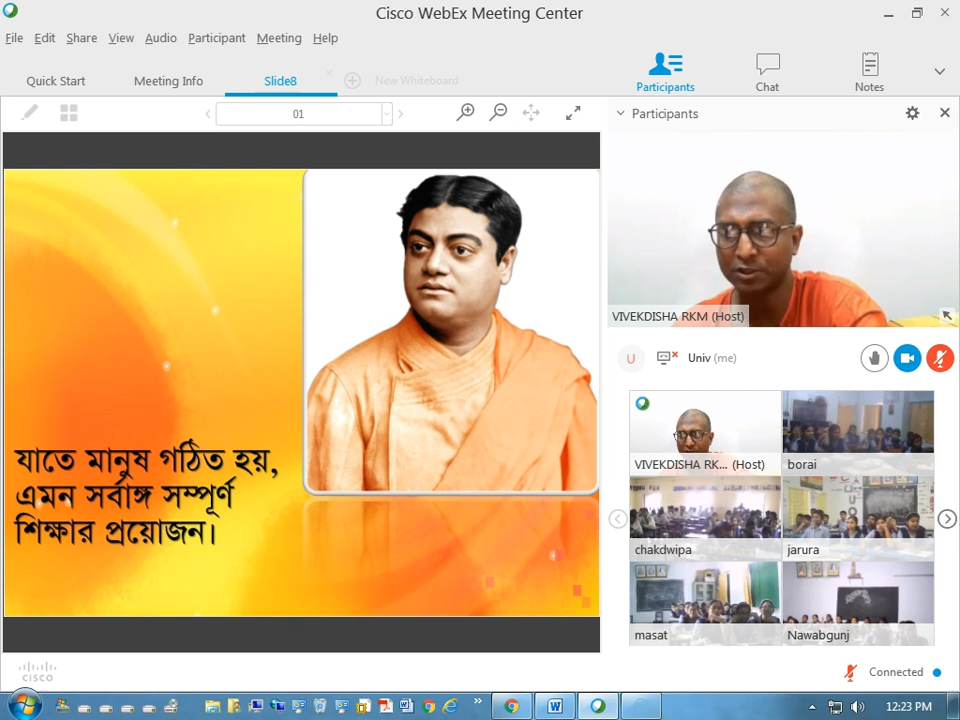 Cisco WebEx Meeting Center
File Edit Share View Audio Participant Meeting Help
Quick Start Meeting Info Slide8 New Whiteboard
Participants Chat Notes
01
Participants
যাতে মানুষ গঠিত হয়,
এমন সর্বাঙ্গ সম্পূর্ণ
শিক্ষার প্রয়োজন।
VIVEKDISHA RKM (Host)
U Univ (me)
VIVEKDISHA RK... (Host) borai
chakdwipa jarura
masat Nawabgunj
CISCO
Connected
12:23 PM